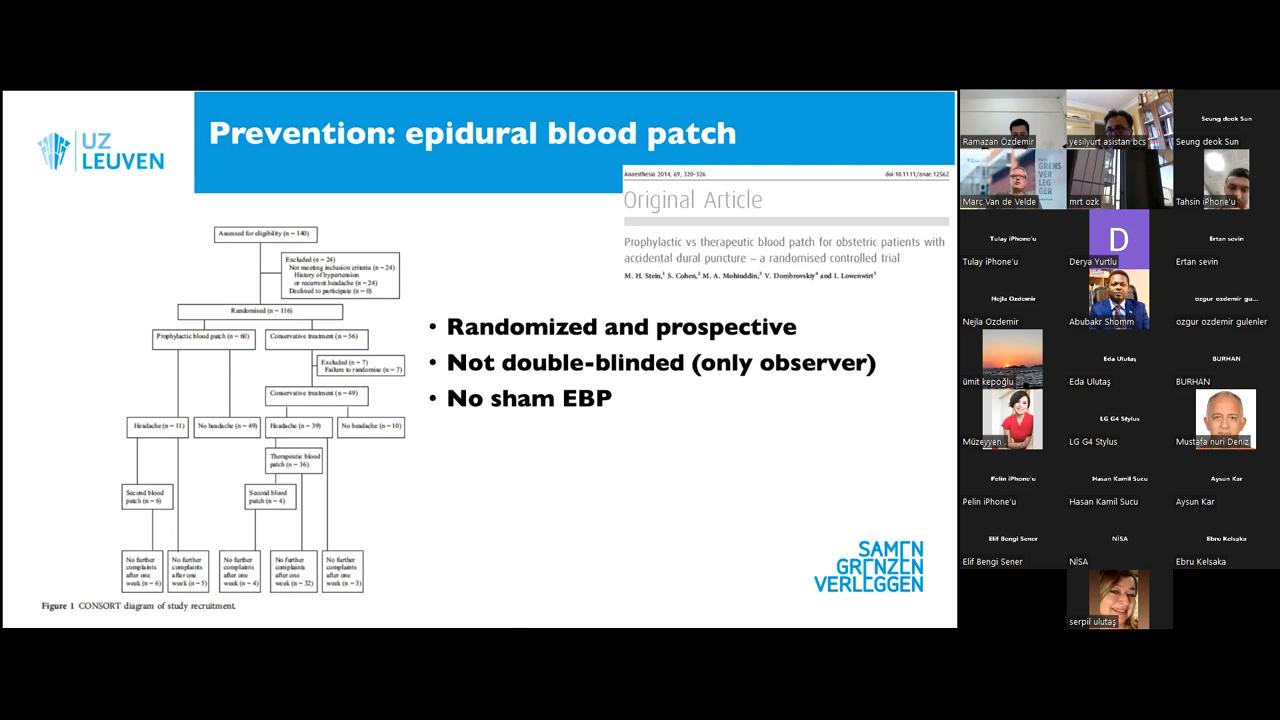 UZ
LEUVEN
Prevention: epidural blood patch
Anaesthesia 2014, 69, 320–326
doi:10.1111/anae.12562
Original Article
Prophylactic vs therapeutic blood patch for obstetric patients with
accidental dural puncture – a randomised controlled trial
M. H. Stein,1 S. Cohen,2 M. A. Mohiuddin,3 V. Dombrovskiy4 and I. Lowenwirt5
Assessed for eligibility (n = 140)
Excluded (n = 24)
Not meeting inclusion criteria (n = 24)
History of hypertension
or recurrent headache (n = 24)
Declined to participate (n = 0)
Randomised (n = 116)
Prophylactic blood patch (n = 60)
Conservative treatment (n = 56)
Excluded (n = 7)
Failure to randomise (n = 7)
Conservative treatment (n = 49)
Headache (n = 11)
No headache (n = 49)
Headache (n = 39)
No headache (n = 10)
Therapeutic blood
patch (n = 36)
Second blood
patch (n = 6)
Second blood
patch (n = 4)
No further
complaints
after one
week (n = 6)
No further
complaints
after one
week (n = 5)
No further
complaints
after one
week (n = 4)
No further
complaints
after one
week (n = 32)
No further
complaints
after one
week (n = 3)
Figure 1 CONSORT diagram of study recruitment.
• Randomized and prospective
• Not double-blinded (only observer)
• No sham EBP
SAMEN
GRENZEN
VERLEGGEN
Ramazan Özdemir
yesilyurt asistan bcs
Seung deok Sun
Seung deok Sun
GRENS
VER
LEG
GER
Marc Van de Velde
mrt ozk
Tahsin iPhone'u
Tulay iPhone'u
Tulay iPhone'u
D
Derya Yurtlu
Ertan sevin
Ertan sevin
Nejla Ozdemir
Nejla Ozdemir
Abubakr Shomm
ozgur ozdemir gu...
ozgur ozdemir gulenler
ümit kepoğlu
Eda Ulutaş
Eda Ulutaş
BURHAN
BURHAN
Müzeyyen
LG G4 Stylus
LG G4 Stylus
Mustafa nuri Deniz
Pelin iPhone'u
Pelin iPhone'u
Hasan Kamil Sucu
Hasan Kamil Sucu
Aysun Kar
Aysun Kar
Elif Bengi Sener
Elif Bengi Sener
NİSA
NİSA
Ebru Kelsaka
Ebru Kelsaka
serpil ulutaş